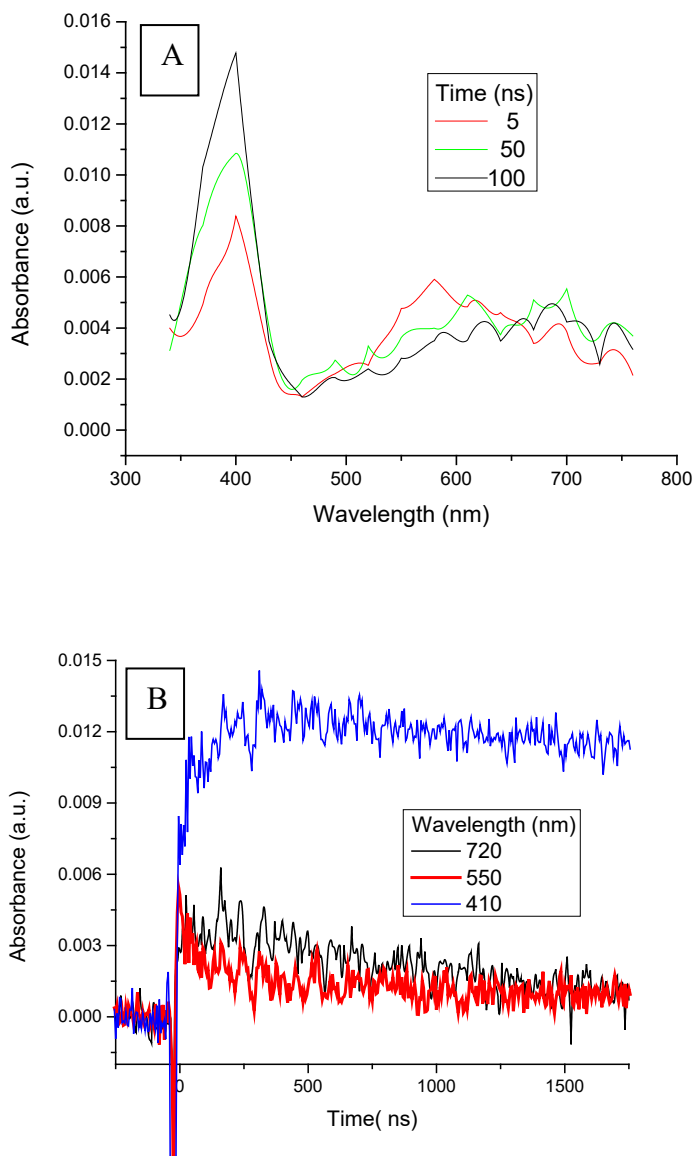 A
Time (ns)
5
50
100
0.016
0.014
0.012
0.010
0.008
0.006
0.004
0.002
0.000
Absorbance (a.u.)
300 400 500 600 700 800
Wavelength (nm)
B
0.015
0.012
0.009
0.006
0.003
0.000
Absorbance (a.u.)
Wavelength (nm)
720
550
410
0 500 1000 1500
Time( ns)